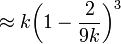 ≈ k(1 − 2/(9k))³